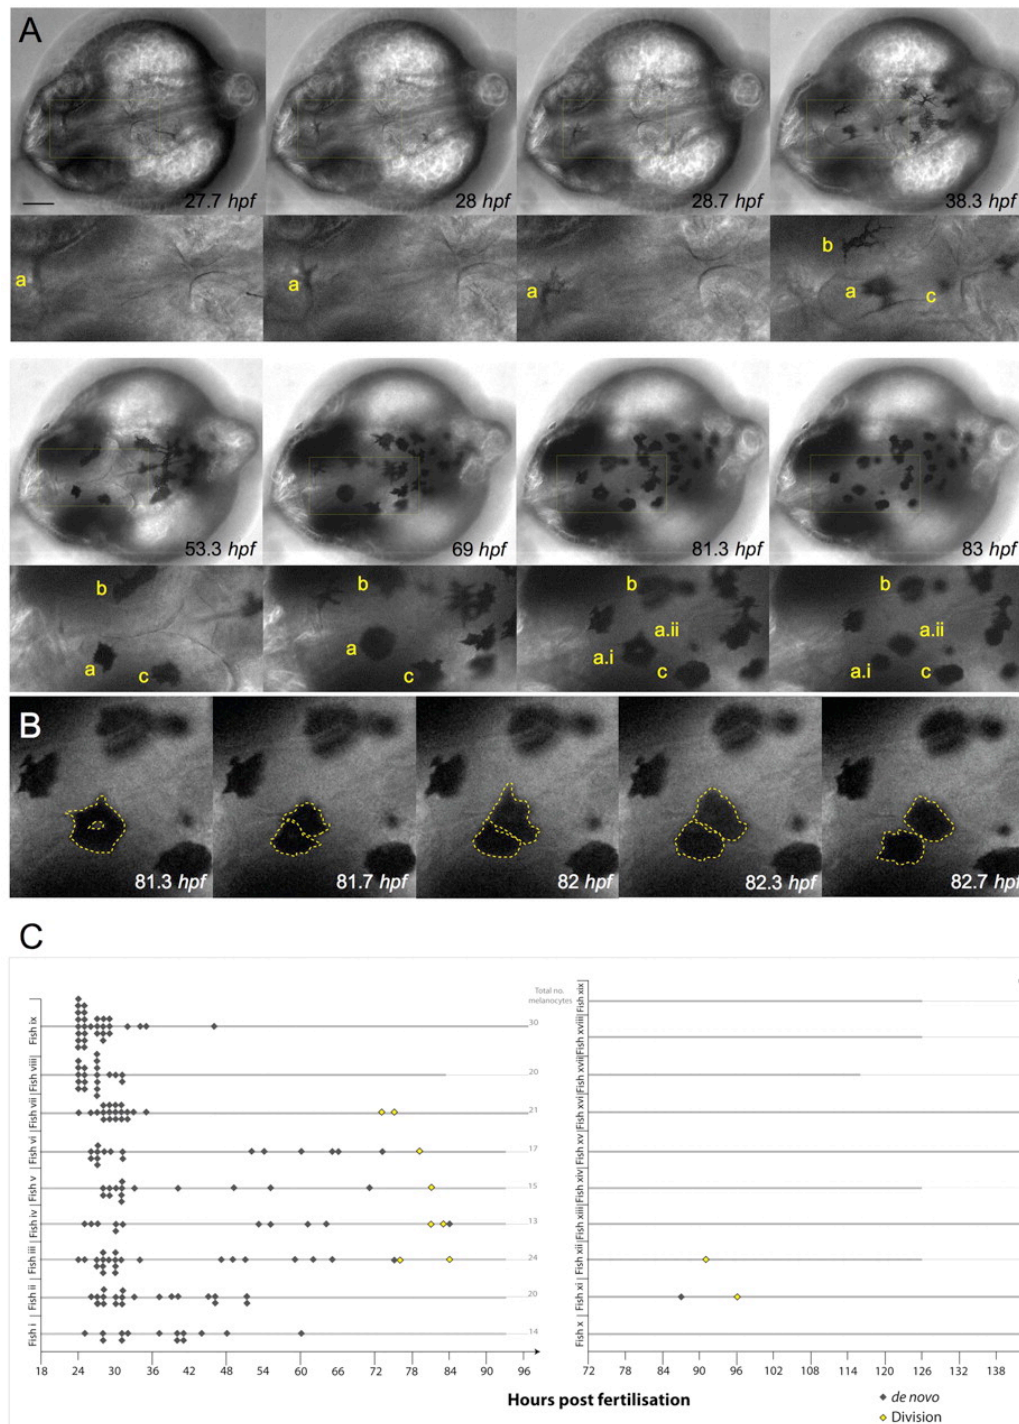 A
27.7 hpf
28 hpf
28.7 hpf
38.3 hpf
a
a
a
b
a
c
53.3 hpf
69 hpf
81.3 hpf
83 hpf
b
a
c
b
a
c
b
a.ii
a.i
c
b
a.ii
a.i
c
B
81.3 hpf
81.7 hpf
82 hpf
82.3 hpf
82.7 hpf
C
Total no.
melanocytes
Fish ix
30
Fish viii
20
Fish vii
21
Fish vi
17
Fish v
15
Fish iv
13
Fish iii
24
Fish ii
20
Fish i
14
18 24 30 36 42 48 54 60 66 72 78 84 90 96
Fish xix
Fish xviii
Fish xvii
Fish xvi
Fish xv
Fish xiv
Fish xiii
Fish xii
Fish xi
Fish x
72 78 84 90 96 102 108 114 120 126 132 138
Hours post fertilisation
de novo
Division